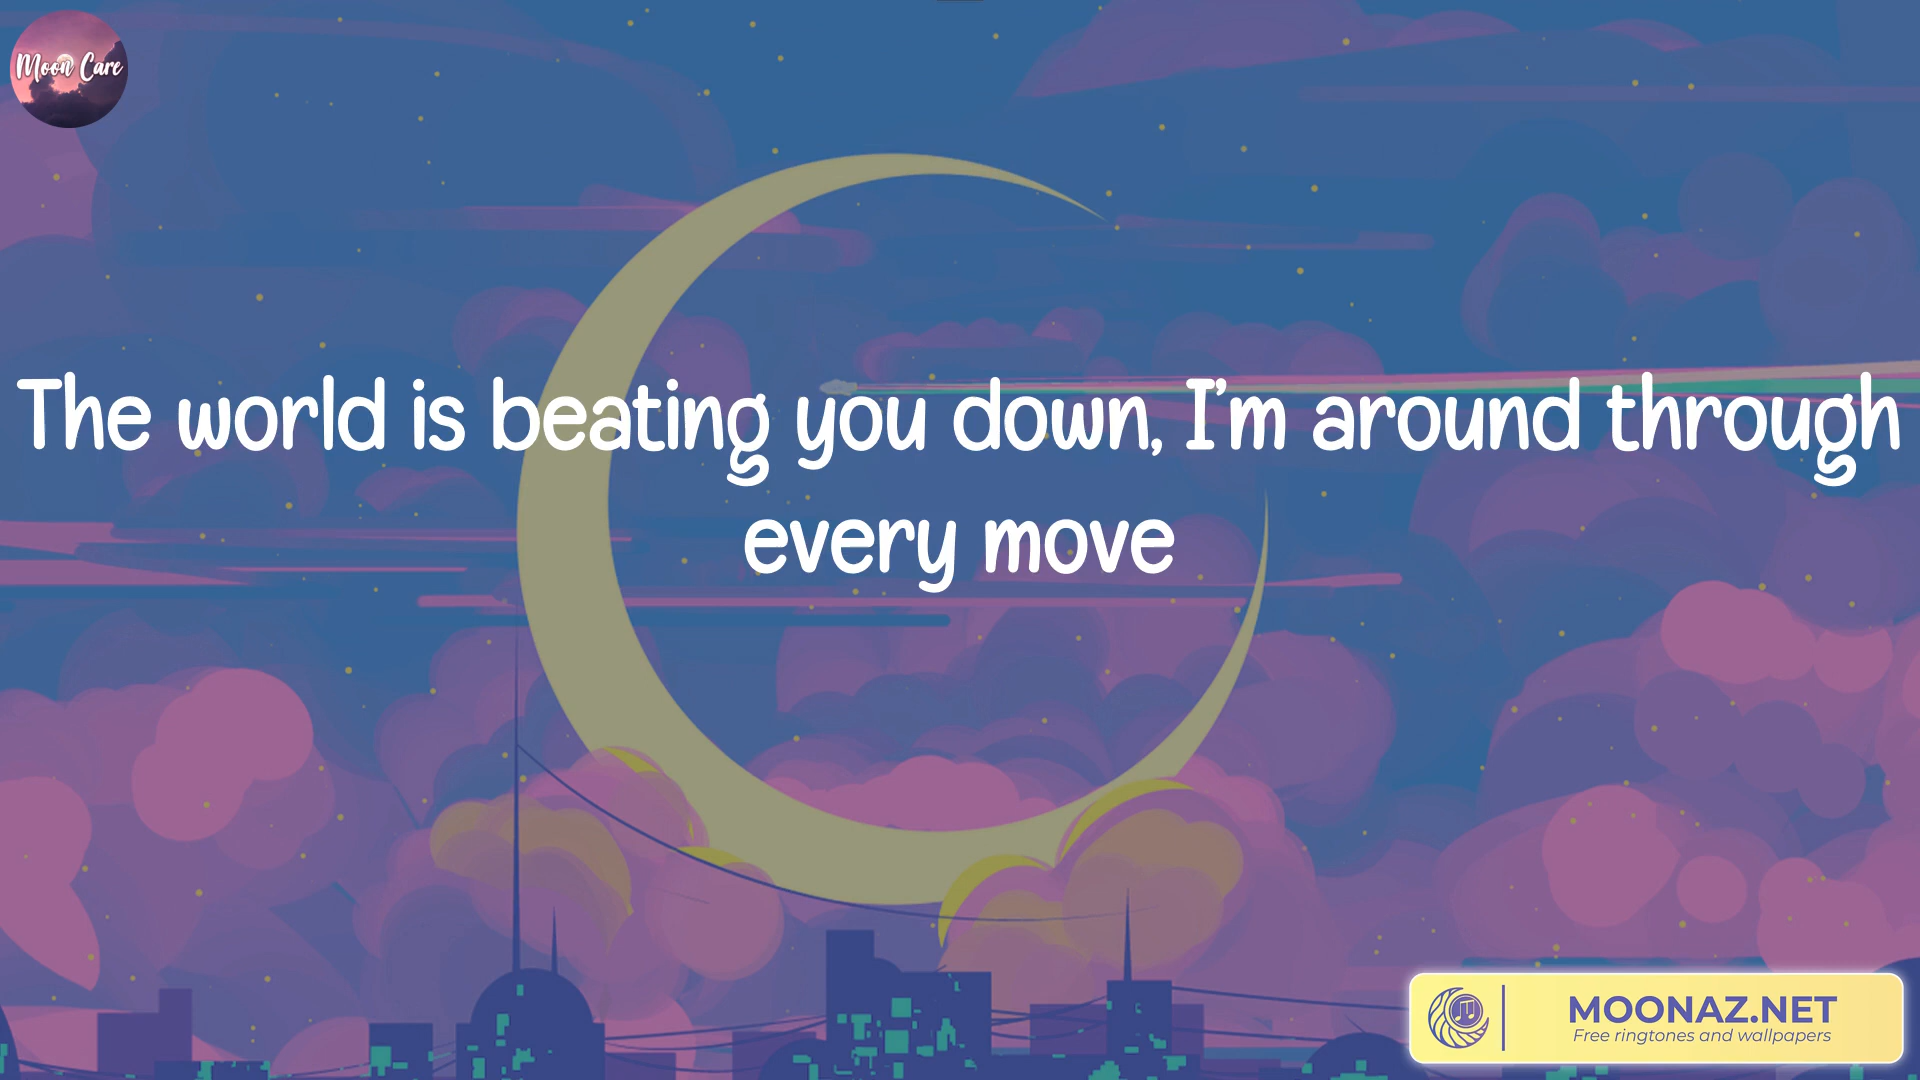 Moon Care
The world is beating you down, I'm around through
every move
MOONAZ.NET
Free ringtones and wallpapers